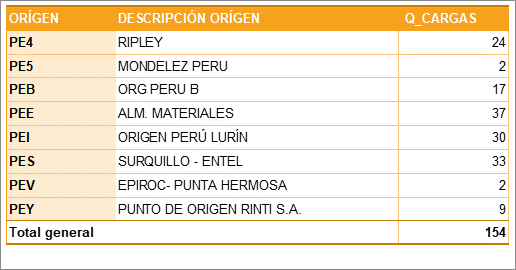 ORÍGEN DESCRIPCIÓN ORÍGEN Q_CARGAS
PE4 RIPLEY 24
PE5 MONDELEZ PERU 2
PEB ORG PERU B 17
PEE ALM. MATERIALES 37
PEI ORIGEN PERÚ LURÍN 30
PES SURQUILLO - ENTEL 33
PEV EPIROC- PUNTA HERMOSA 2
PEY PUNTO DE ORIGEN RINTI S.A. 9
Total general 154